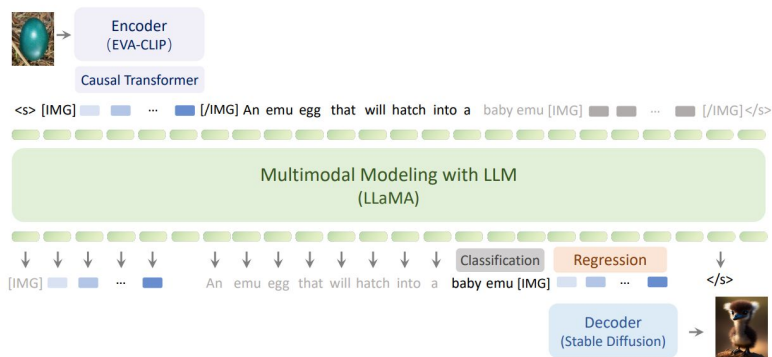 Encoder
(EVA-CLIP)
Causal Transformer
<s> [IMG] ... [/IMG] An emu egg that will hatch into a baby emu [IMG] ... [/IMG] </s>
Multimodal Modeling with LLM
(LLaMA)
Classification Regression
[IMG] ... An emu egg that will hatch into a baby emu [IMG] ... </s>
Decoder
(Stable Diffusion)